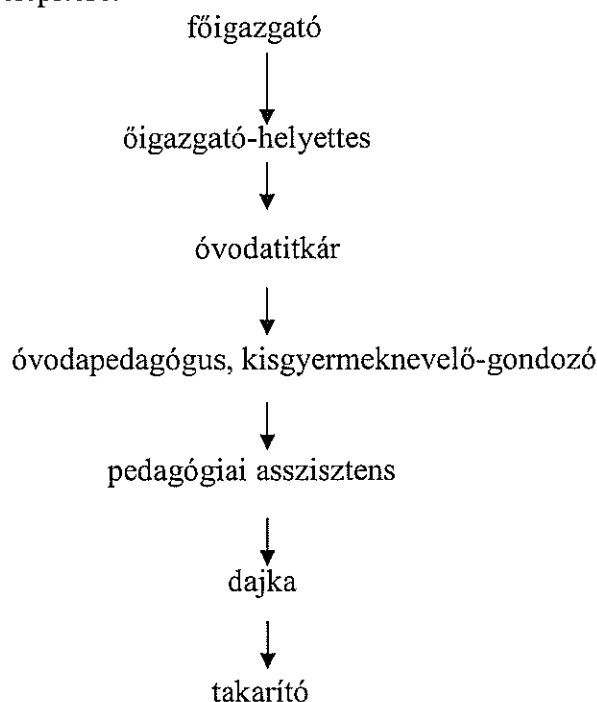 főigazgató
őigazgató-helyettes
óvodatitkár
óvodapedagógus, kisgyermeknevelő-gondozó
pedagógiai asszisztens
dajka
takarító